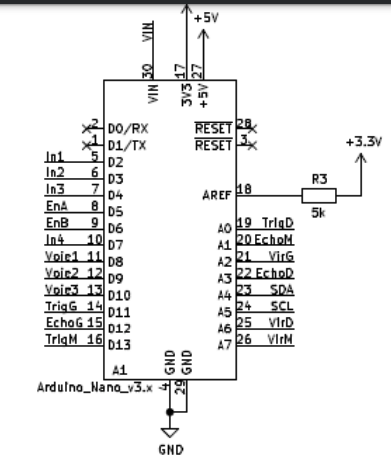 +5V
VIN
30 17 27
VIN 3V3 +5V
2 D0/RX RESET 28
1 D1/TX RESET 3
In1 5 D2
In2 6 D3
In3 7 D4 AREF 18 R3 +3.3V
EnA 8 D5 5k
EnB 9 D6 A0 19 TrigD
In4 10 D7 A1 20 EchoM
Voie1 11 D8 A2 21 VirG
Voie2 12 D9 A3 22 EchoD
Voie3 13 D10 A4 23 SDA
TrigG 14 D11 A5 24 SCL
EchoG 15 D12 A6 25 VirD
TrigM 16 D13 A7 26 VirM
GND GND
A1
Arduino_Nano_v3.x 4 29
GND